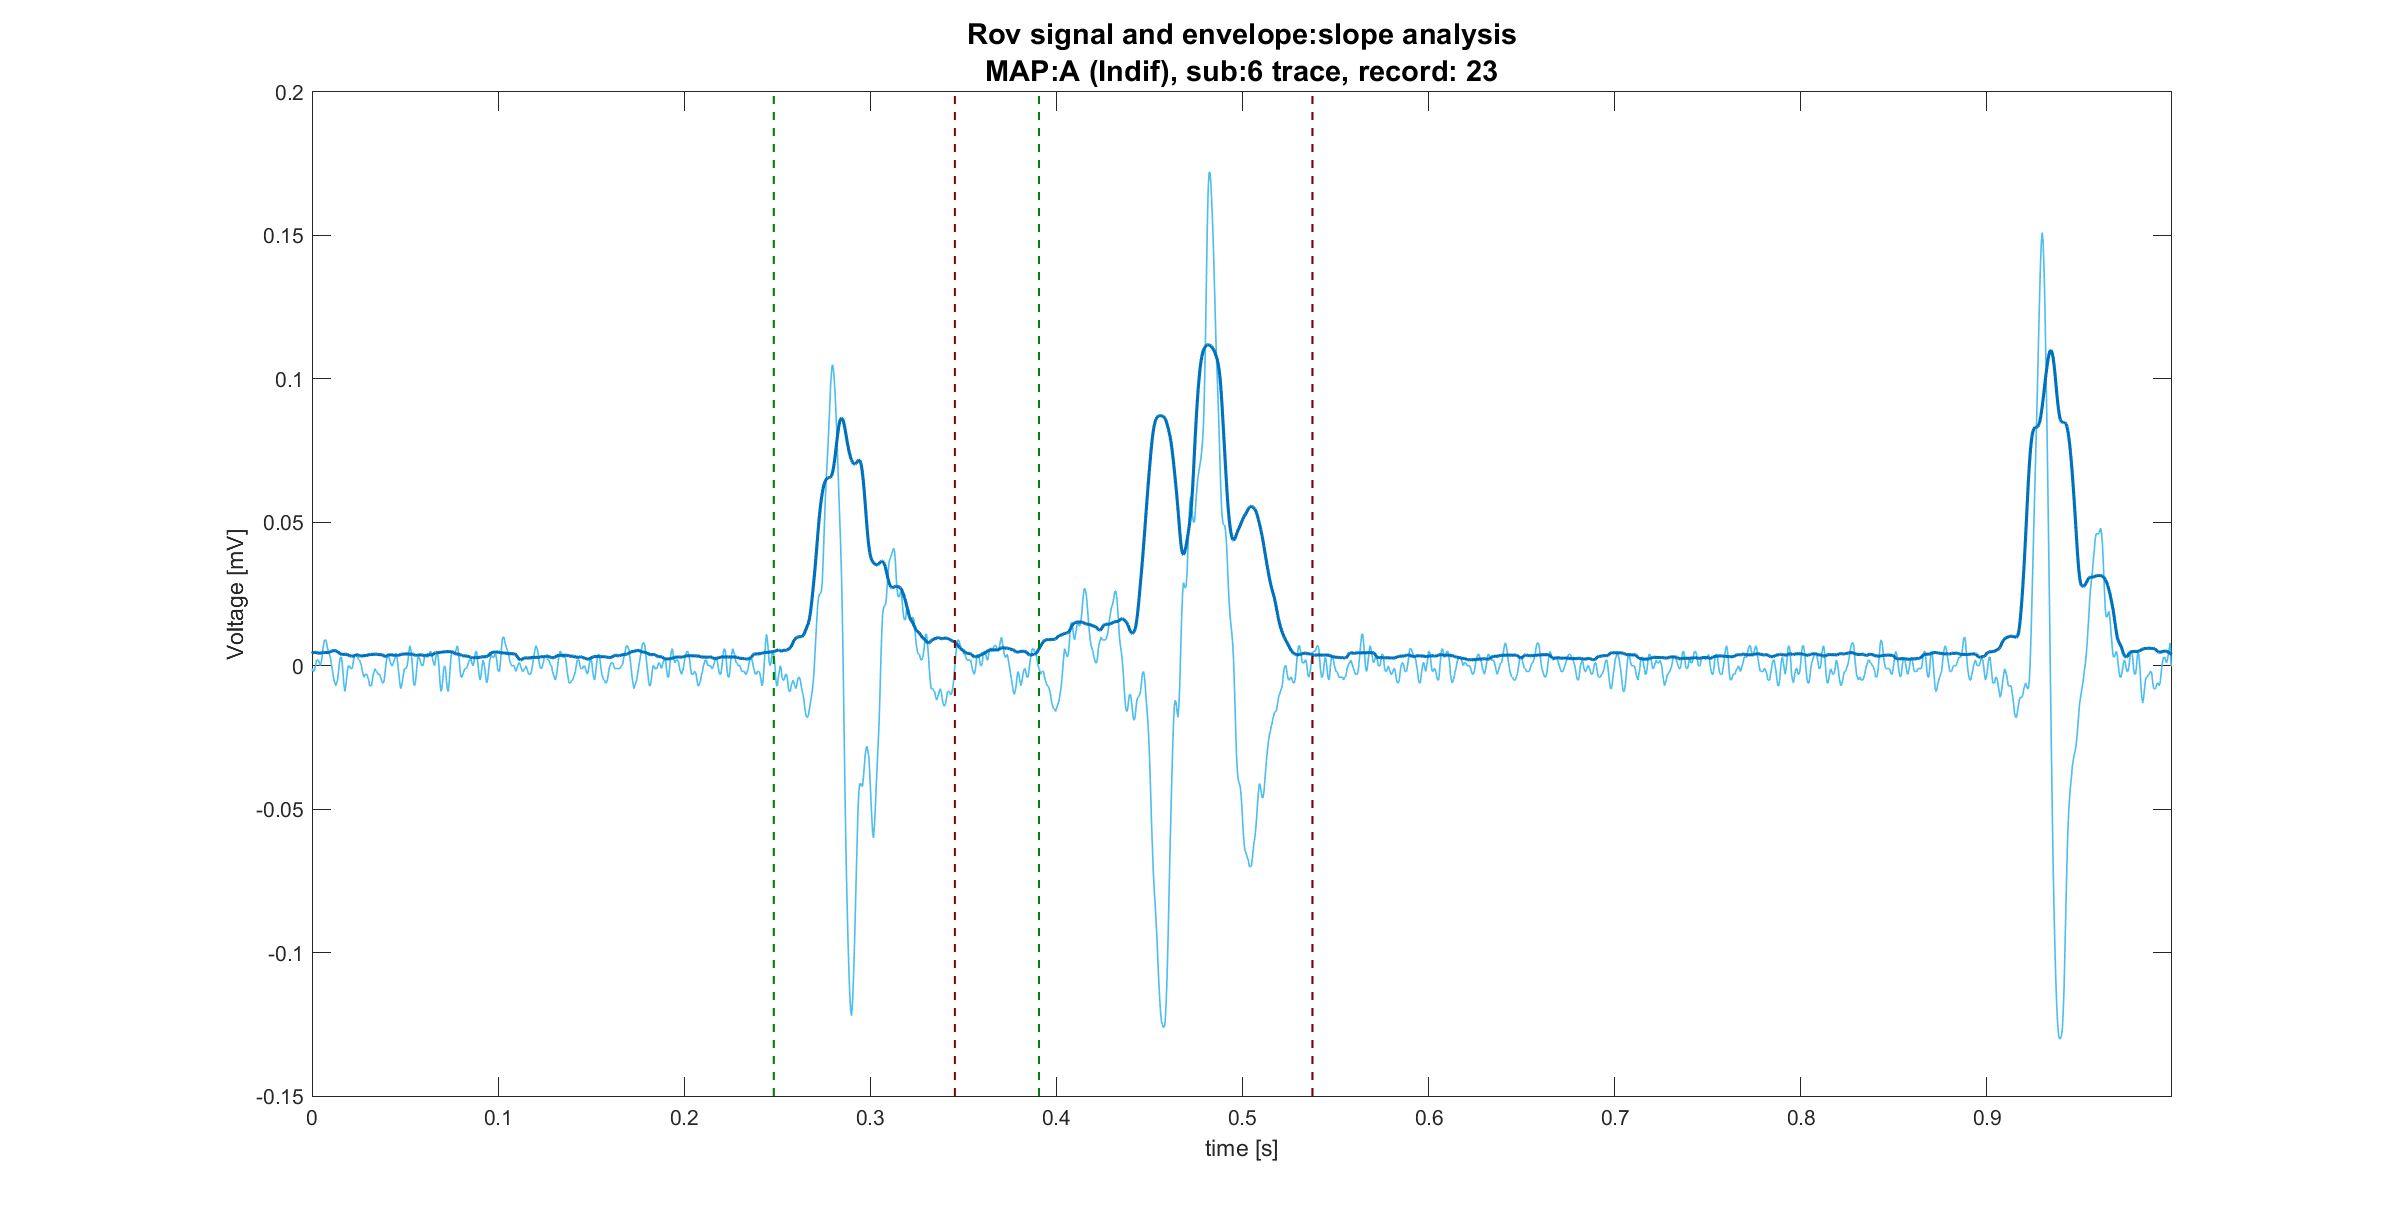 Rov signal and envelope:slope analysis
MAP:A (Indif), sub:6 trace, record: 23
0.2
0.15
0.1
0.05
0
-0.05
-0.1
-0.15
Voltage [mV]
0 0.1 0.2 0.3 0.4 0.5 0.6 0.7 0.8 0.9
time [s]